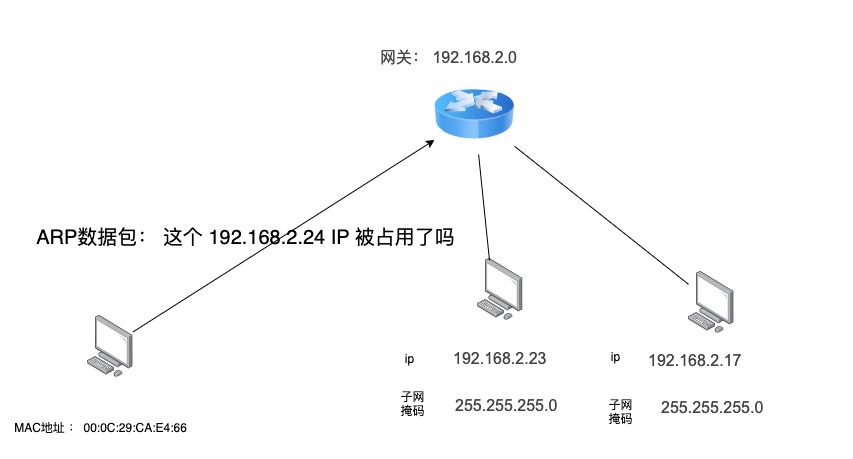 网关： 192.168.2.0
ARP数据包： 这个 192.168.2.24 IP 被占用了吗
ip 192.168.2.23
ip 192.168.2.17
子网
掩码 255.255.255.0
子网
掩码 255.255.255.0
MAC地址： 00:0C:29:CA:E4:66